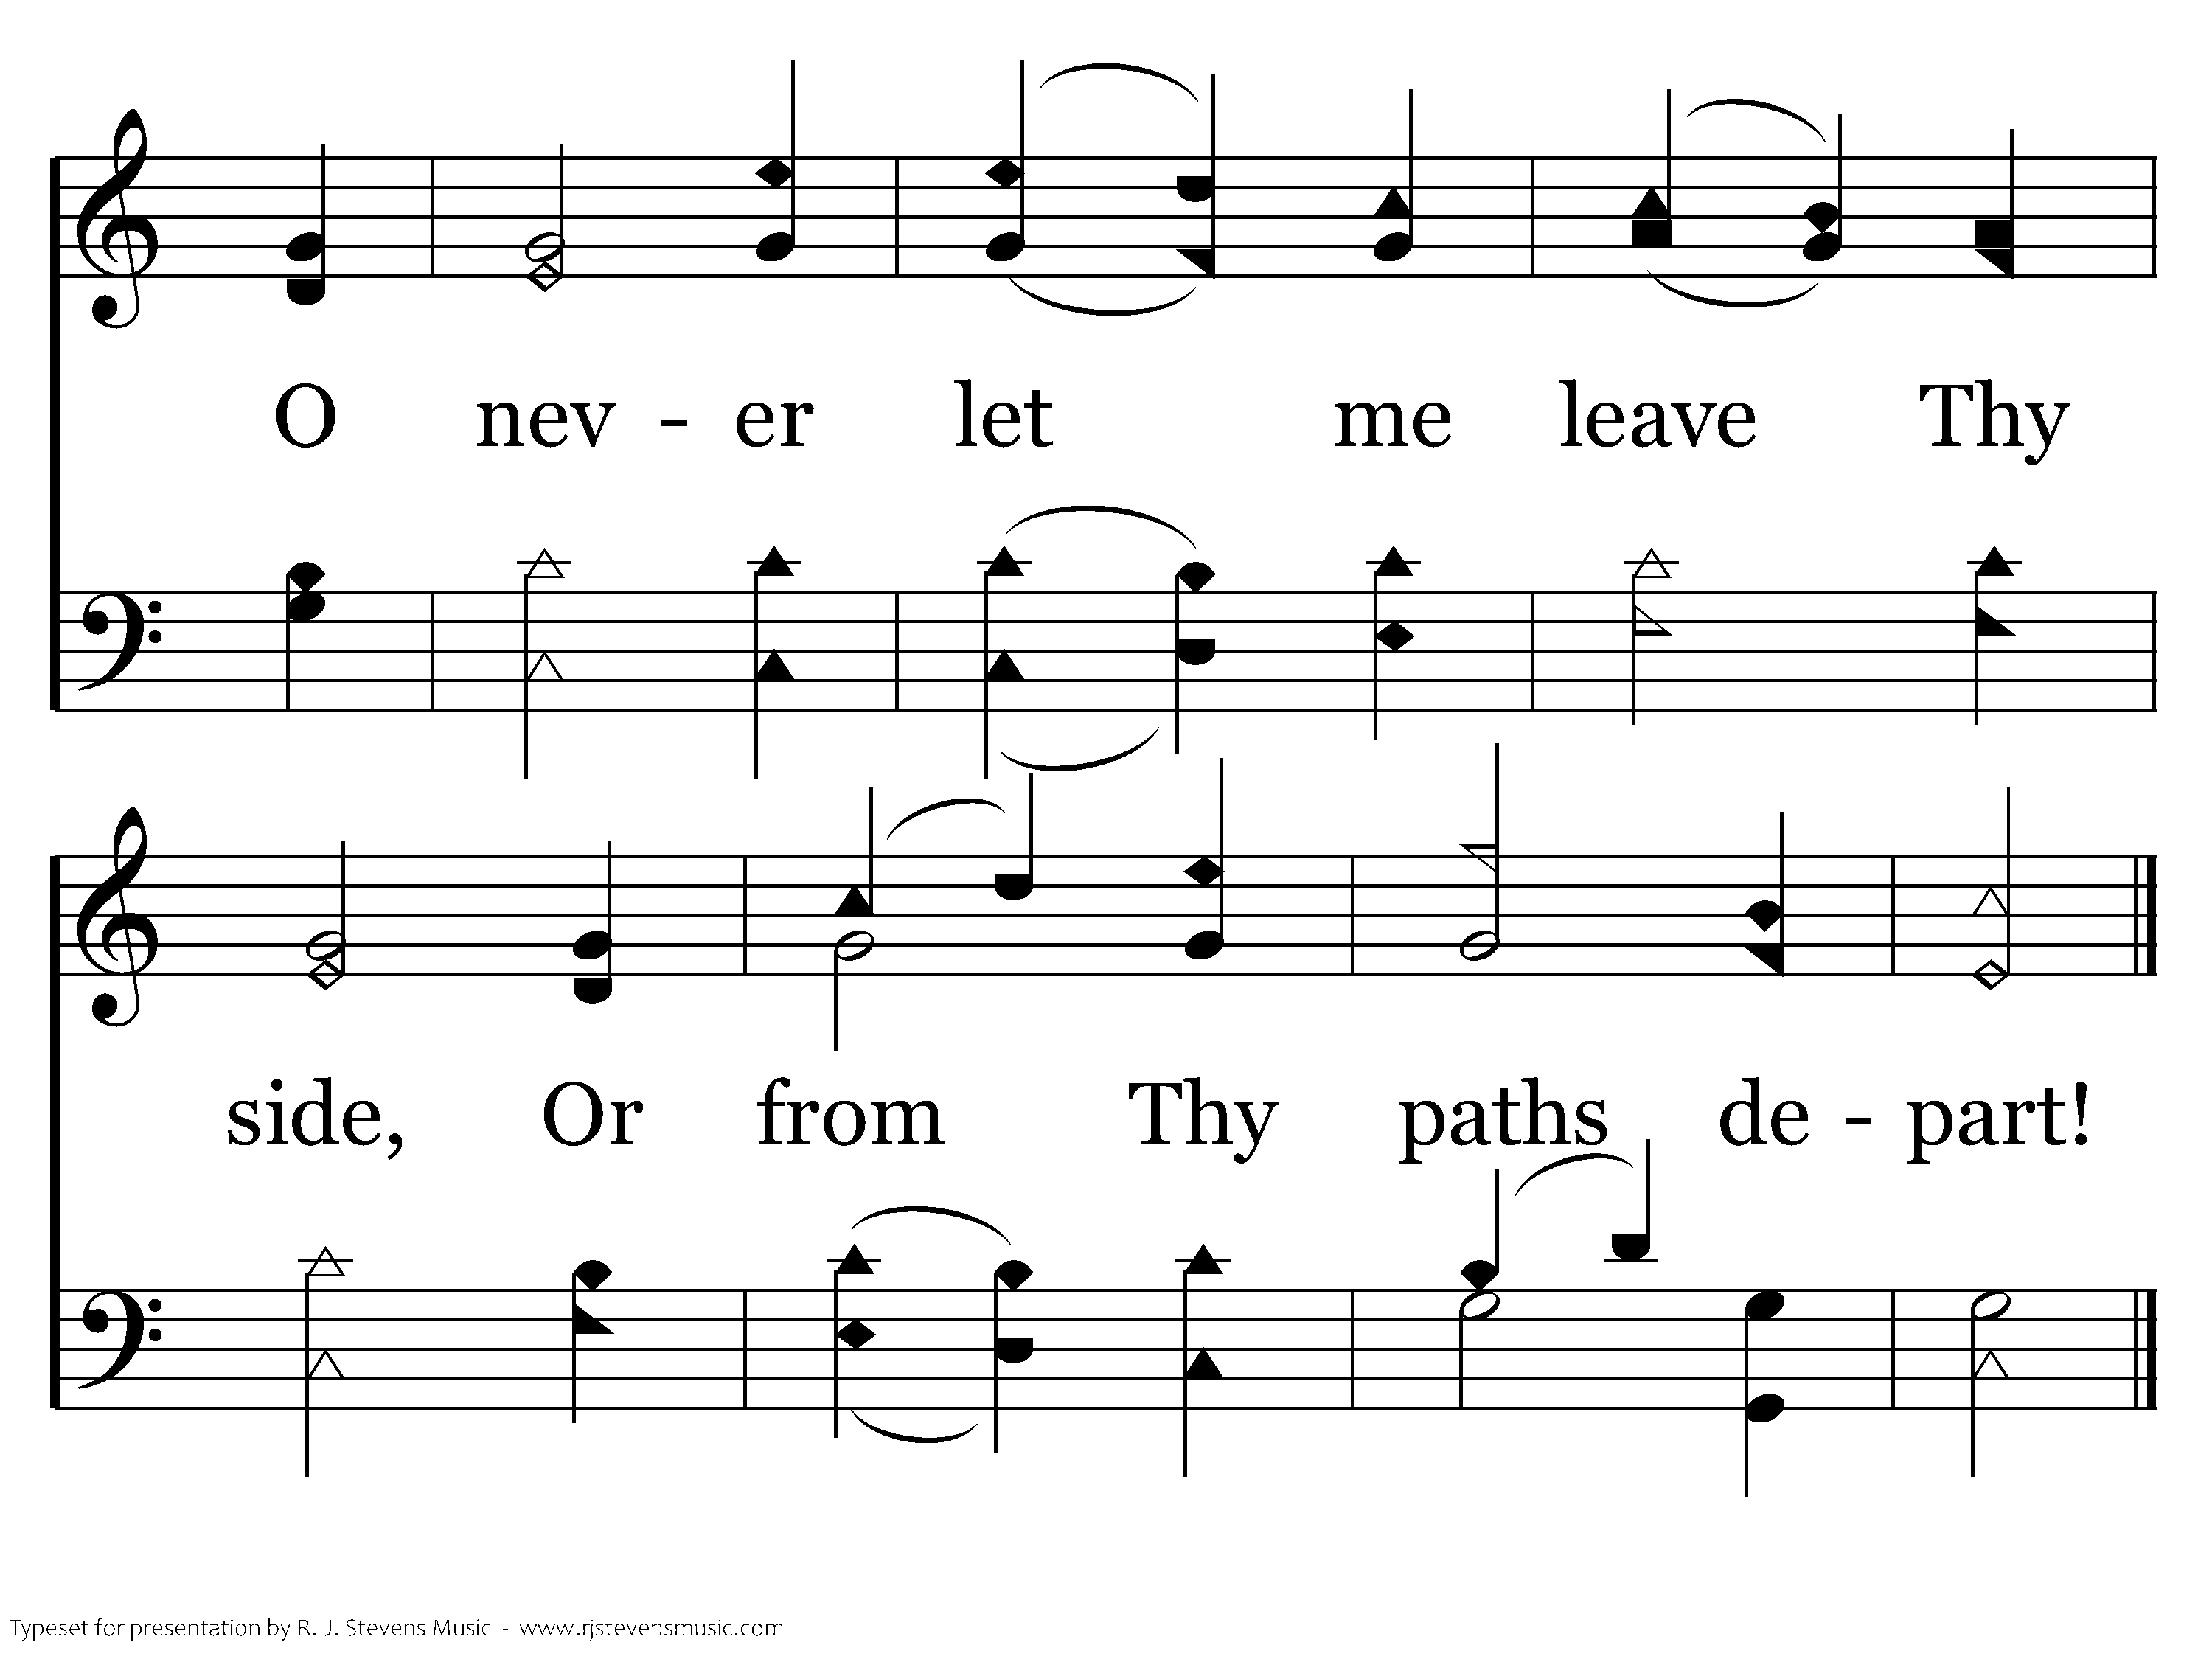 O nev - er let me leave Thy
side, Or from Thy paths de - part!
Typeset for presentation by R. J. Stevens Music - www.rjstevensmusic.com